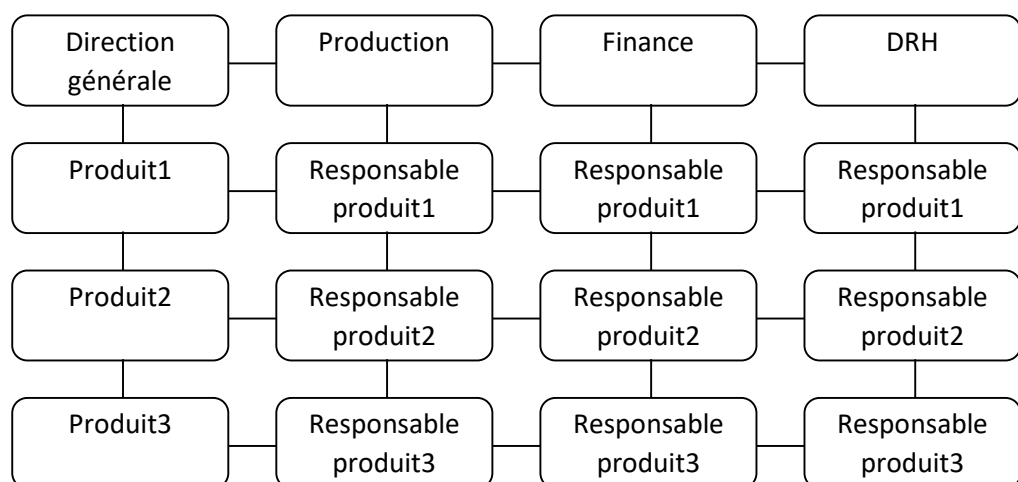 Direction
générale
Production
Finance
DRH
Produit1
Responsable
produit1
Responsable
produit1
Responsable
produit1
Produit2
Responsable
produit2
Responsable
produit2
Responsable
produit2
Produit3
Responsable
produit3
Responsable
produit3
Responsable
produit3